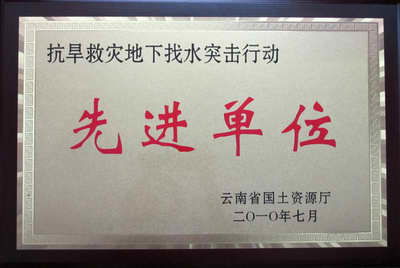 抗旱救灾地下找水突击行动
先进单位
云南省国土资源厅
二〇一〇年七月